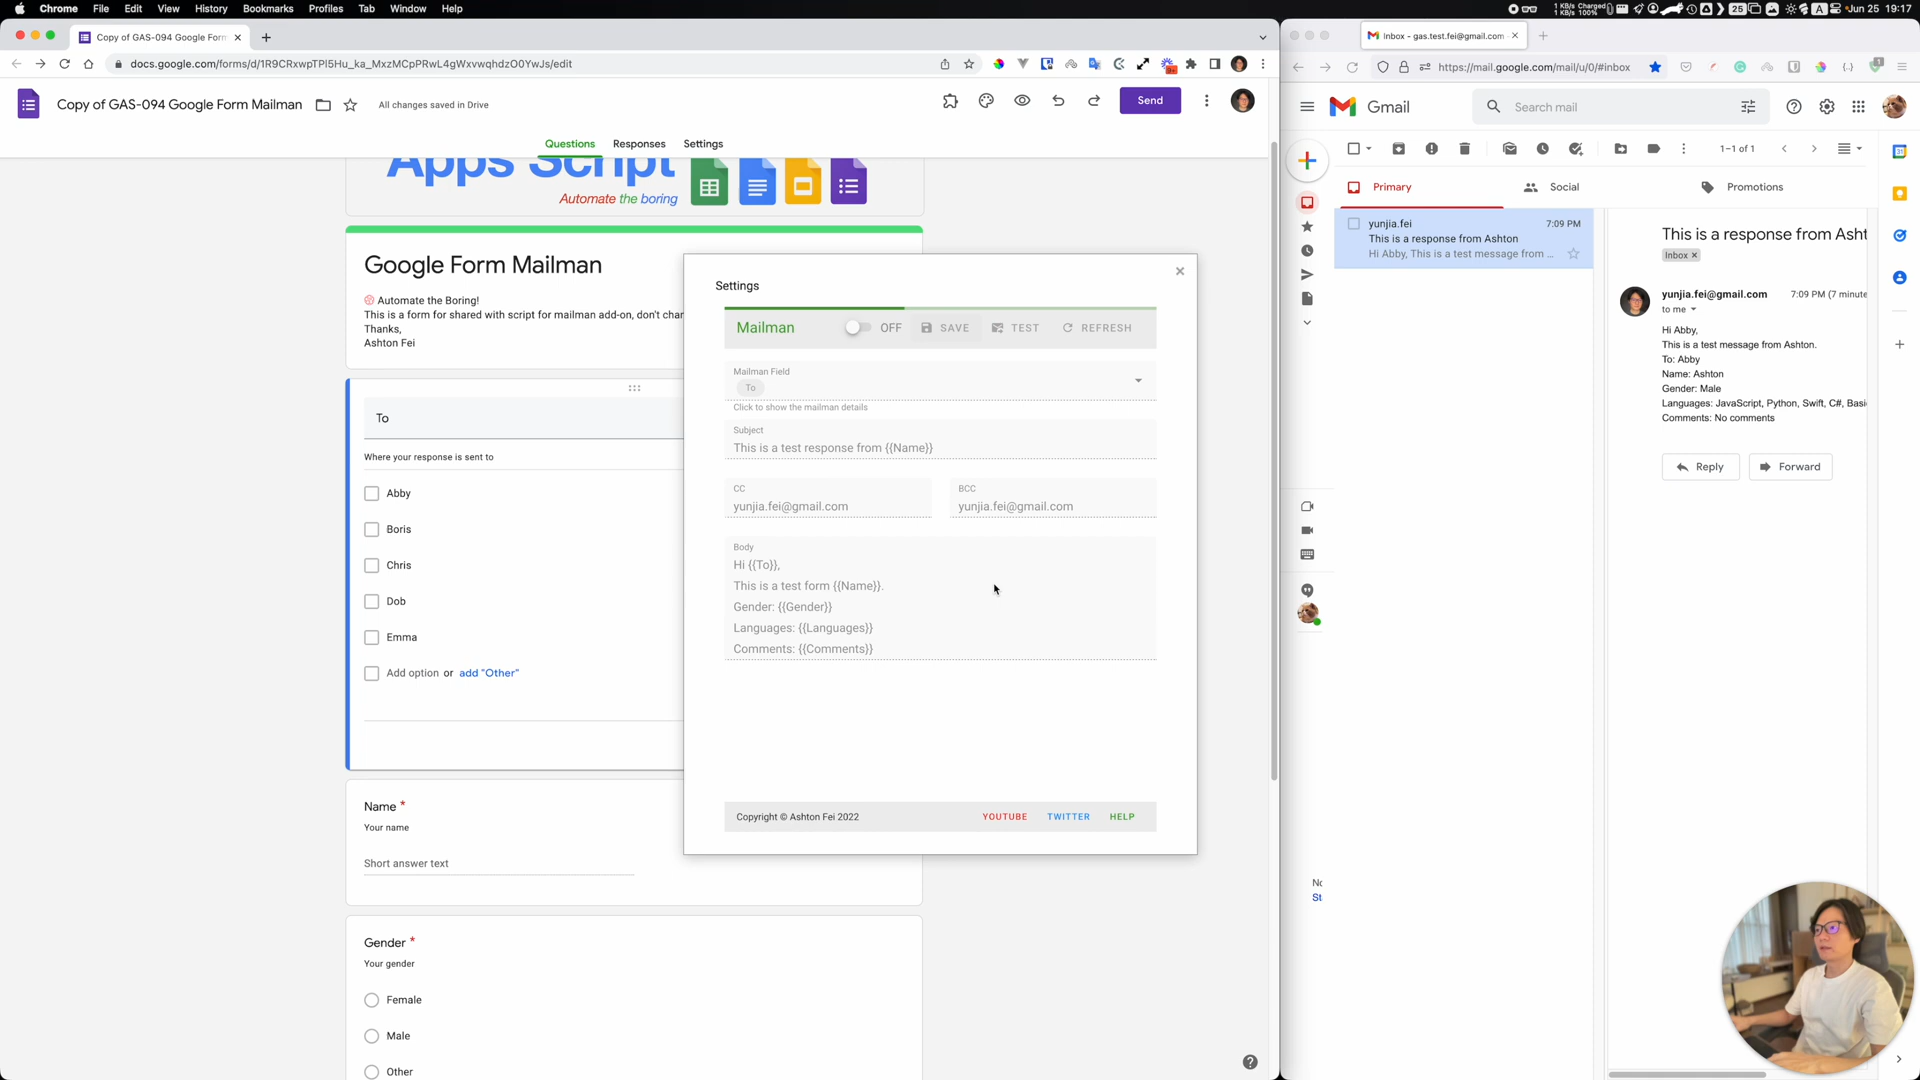 Chrome File Edit View History Bookmarks Profiles Tab Window Help
Jun 25 19:17
Copy of GAS-094 Google Form
docs.google.com/forms/d/1R9CRxwpTPl5Hu_ka_MxzMCpPRwL4gWxvwqhdzO0YwJs/edit
Copy of GAS-094 Google Form Mailman
All changes saved in Drive
Send
Questions Responses Settings
Apps Script
Automate the boring
Google Form Mailman
Automate the Boring!
This is a form for shared with script for mailman add-on, don't char
Thanks,
Ashton Fei
To
Where your response is sent to
Abby
Boris
Chris
Dob
Emma
Add option or add "Other"
Name *
Your name
Short answer text
Gender *
Your gender
Female
Male
Other
Settings
Mailman
OFF SAVE TEST REFRESH
Mailman Field
To
Click to show the mailman details
Subject
This is a test response from {{Name}}
CC
yunjia.fei@gmail.com
BCC
yunjia.fei@gmail.com
Body
Hi {{To}},
This is a test form {{Name}}.
Gender: {{Gender}}
Languages: {{Languages}}
Comments: {{Comments}}
Copyright © Ashton Fei 2022
YOUTUBE TWITTER HELP
Inbox - gas.test.fei@gmail.com
https://mail.google.com/mail/u/0/#inbox
Gmail
Search mail
1–1 of 1
Primary Social Promotions
yunjia.fei 7:09 PM
This is a response from Ashton
Hi Abby, This is a test message from ...
This is a response from Asht
Inbox
yunjia.fei@gmail.com 7:09 PM (7 minute
to me
Hi Abby,
This is a test message from Ashton.
To: Abby
Name: Ashton
Gender: Male
Languages: JavaScript, Python, Swift, C#, Basi
Comments: No comments
Reply Forward
No
St